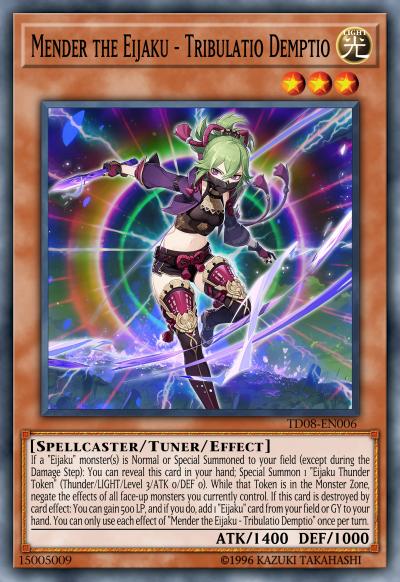 Mender the Eijaku - Tribulatio Demptio
LIGHT
光
TD08-EN006
[Spellcaster/Tuner/Effect]
If a "Eijaku" monster(s) is Normal or Special Summoned to your field (except during the
Damage Step): You can reveal this card in your hand; Special Summon 1 "Eijaku Thunder
Token" (Thunder/LIGHT/Level 3/ATK 0/DEF 0). While that Token is in the Monster Zone,
negate the effects of all face-up monsters you currently control. If this card is destroyed by
card effect: You can gain 500 LP, and if you do, add 1 "Eijaku" card from your field or GY to your
hand. You can only use each effect of "Mender the Eijaku - Tribulatio Demptio" once per turn.
ATK/1400 DEF/1000
15005009 ©1996 KAZUKI TAKAHASHI